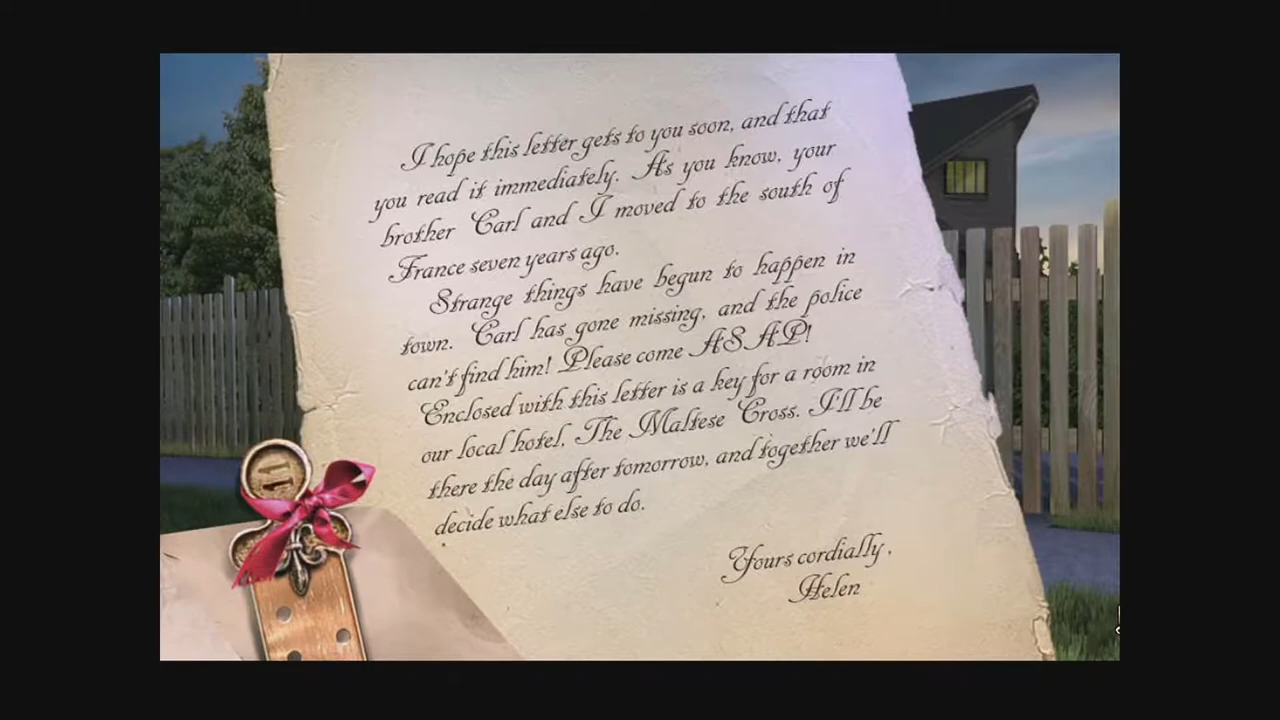 I hope this letter gets to you soon, and that
you read it immediately. As you know, your
brother Carl and I moved to the south of
France seven years ago.
Strange things have begun to happen in
town. Carl has gone missing, and the police
can't find him! Please come ASAP!
Enclosed with this letter is a key for a room in
our local hotel, The Maltese Cross. I'll be
there the day after tomorrow, and together we'll
decide what else to do.
Yours cordially,
Helen
11